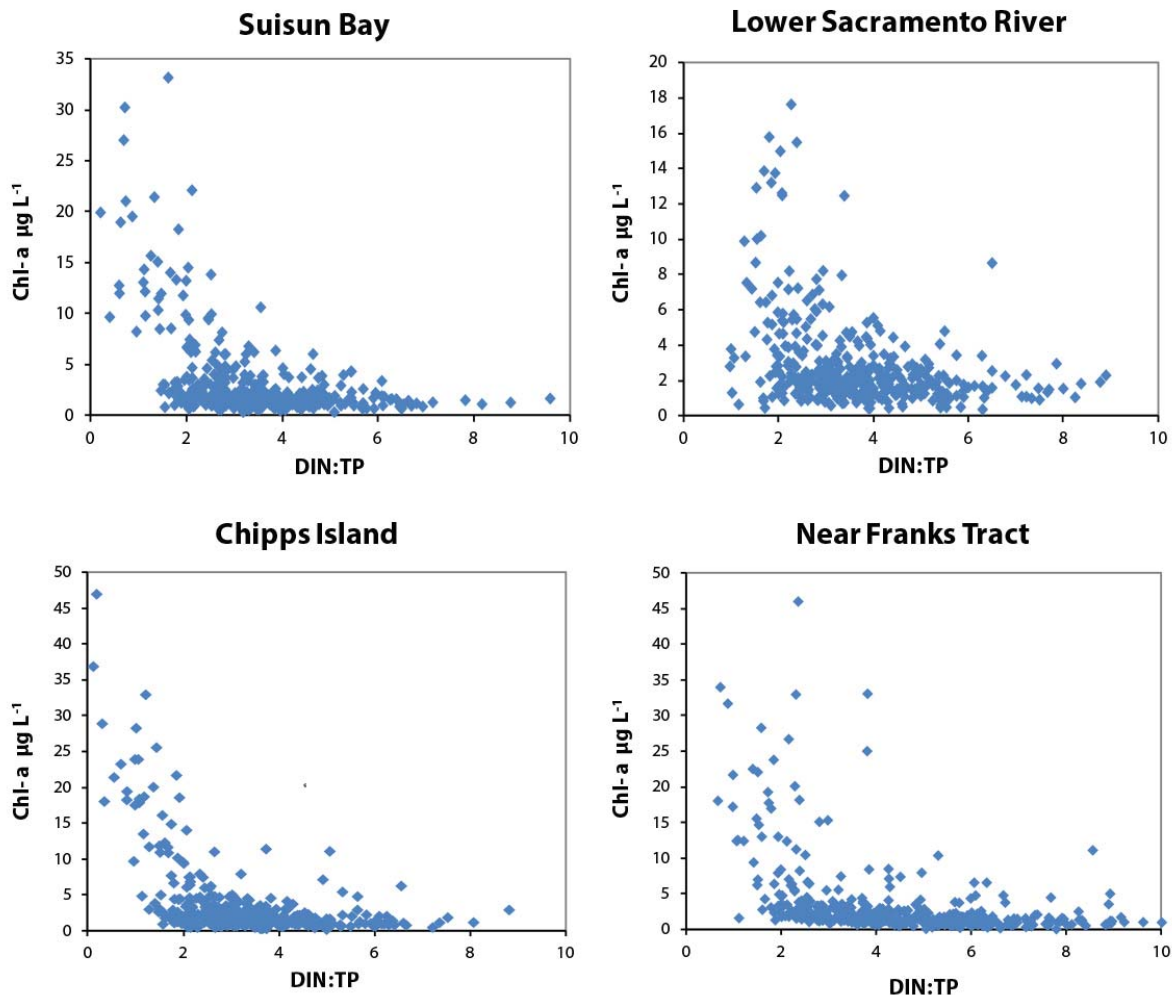 Suisun Bay
35
30
25
20
15
10
5
0
Chl- a µg L-1
0 2 4 6 8 10
DIN:TP
Lower Sacramento River
20
18
16
14
12
10
8
6
4
2
0
Chl- a µg L-1
0 2 4 6 8 10
DIN:TP
Chipps Island
50
45
40
35
30
25
20
15
10
5
0
Chl- a µg L-1
0 2 4 6 8 10
DIN:TP
Near Franks Tract
50
45
40
35
30
25
20
15
10
5
0
Chl- a µg L-1
0 2 4 6 8 10
DIN:TP